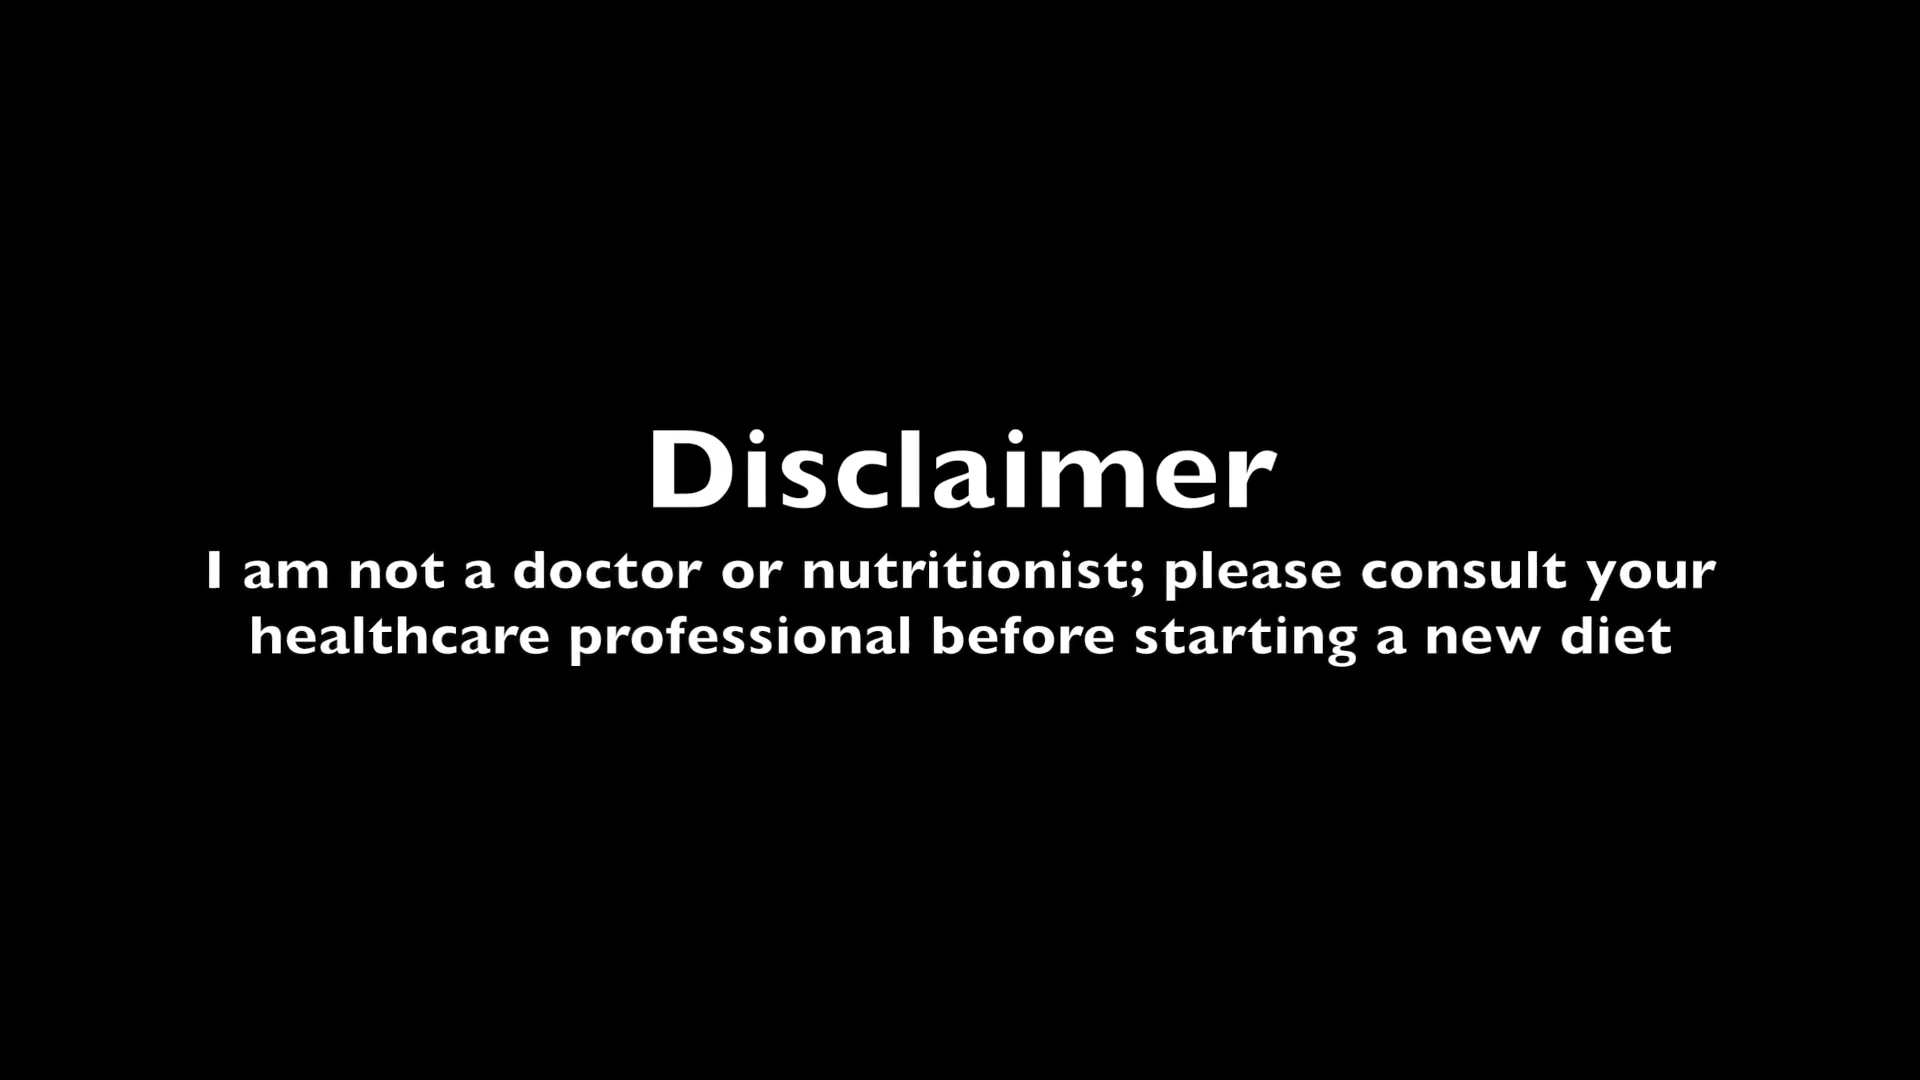 Disclaimer
I am not a doctor or nutritionist; please consult your
healthcare professional before starting a new diet